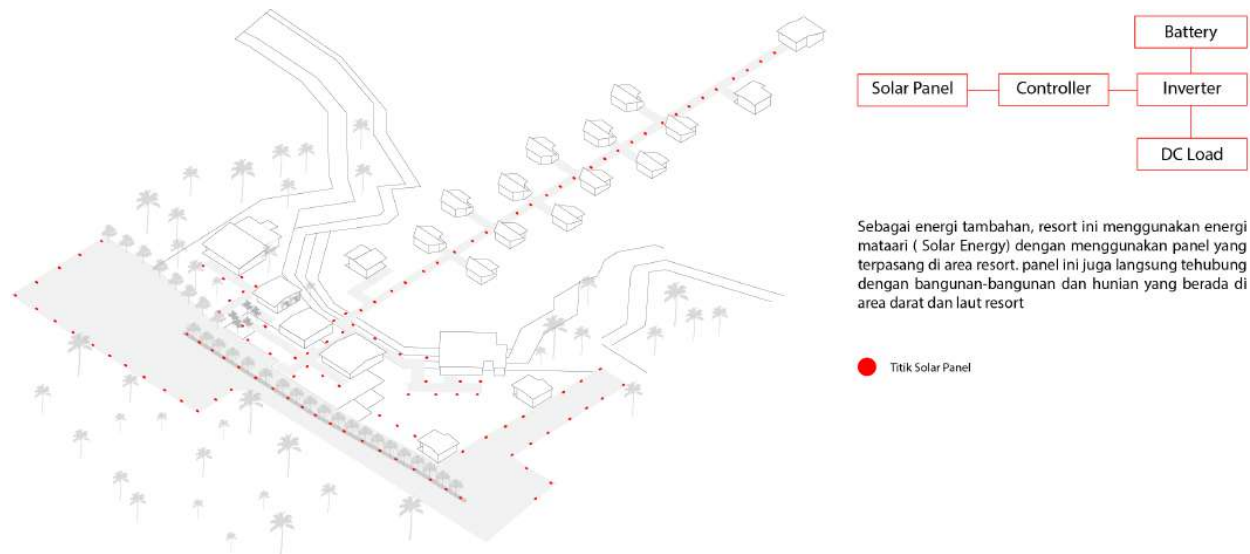 Battery
Solar Panel
Controller
Inverter
DC Load
Sebagai energi tambahan, resort ini menggunakan energi
mataari ( Solar Energy) dengan menggunakan panel yang
terpasang di area resort. panel ini juga langsung tehubung
dengan bangunan-bangunan dan hunian yang berada di
area darat dan laut resort
Titik Solar Panel